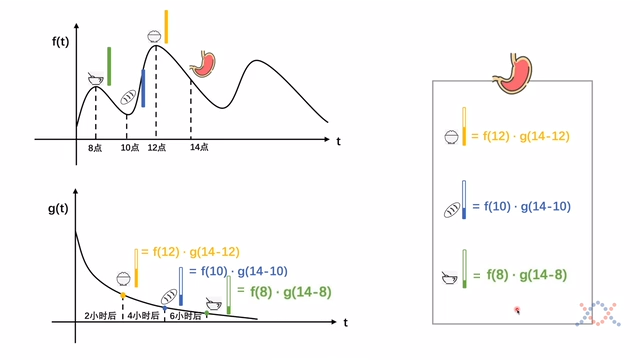 f(t)
8点 10点 12点 14点 t
g(t)
= f(12) · g(14-12)
= f(10) · g(14-10)
= f(8) · g(14-8)
2小时后 4小时后 6小时后 t
= f(12) · g(14-12)
= f(10) · g(14-10)
= f(8) · g(14-8)